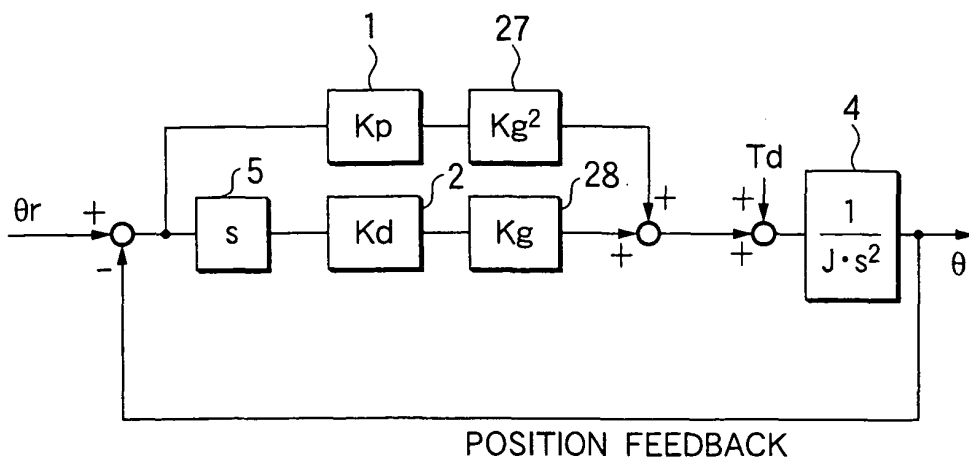 1
27
4
Kp
Kg²
Td
5
2
28
θr
+
-
s
Kd
Kg
+
+
+
+
1
J·s²
θ
POSITION FEEDBACK